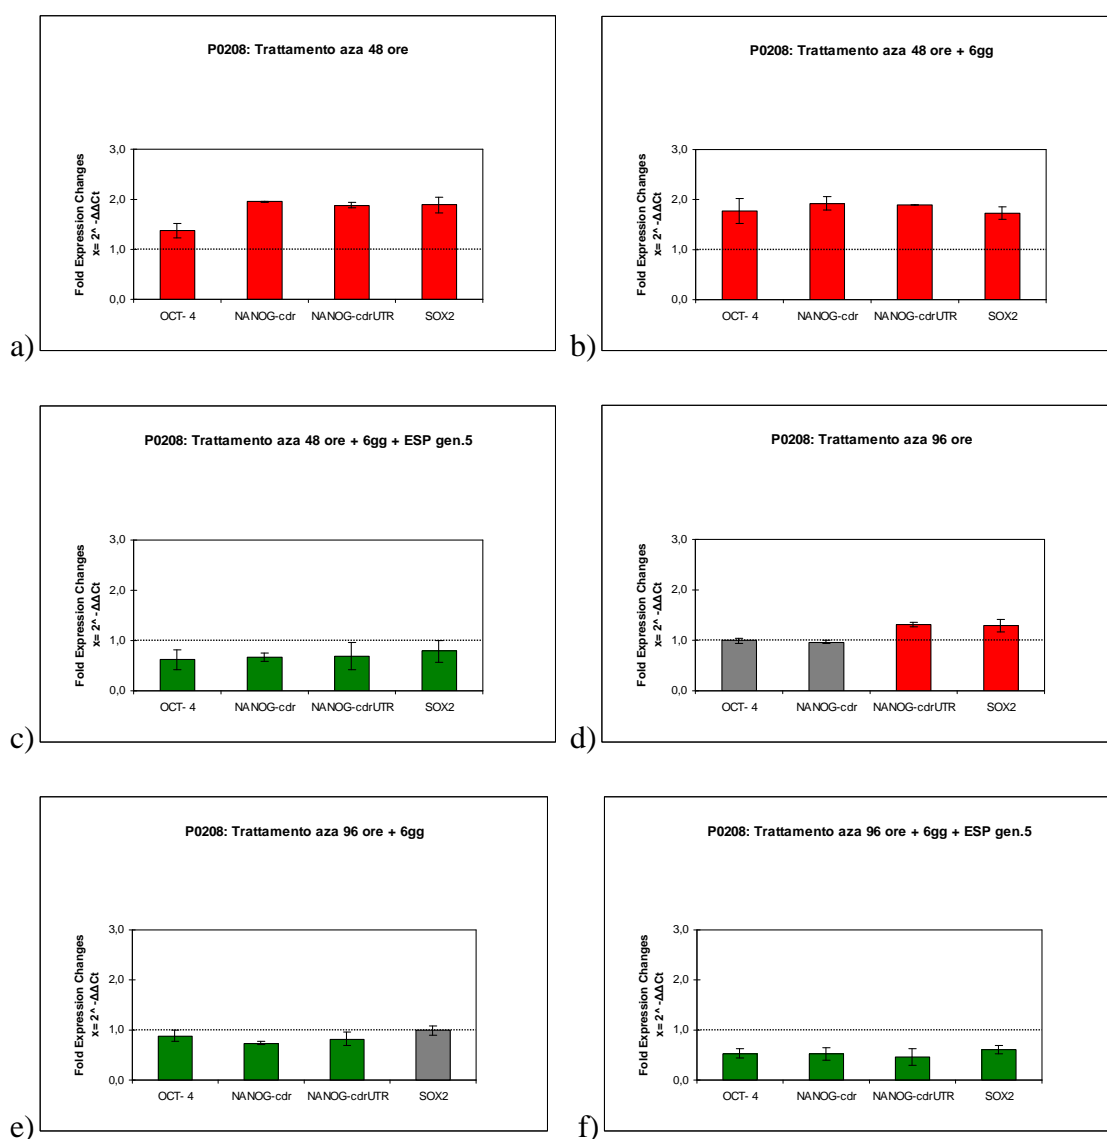 P0208: Trattamento aza 48 ore
Fold Expression Changes
x= 2^ -ΔΔCt
3,0
2,0
1,0
0,0
OCT- 4 NANOG-cdr NANOG-cdrUTR SOX2
a)
P0208: Trattamento aza 48 ore + 6gg
Fold Expression Changes
x= 2^ -ΔΔCt
3,0
2,0
1,0
0,0
OCT- 4 NANOG-cdr NANOG-cdrUTR SOX2
b)
P0208: Trattamento aza 48 ore + 6gg + ESP gen.5
Fold Expression Changes
x= 2^ -ΔΔCt
3,0
2,0
1,0
0,0
OCT- 4 NANOG-cdr NANOG-cdrUTR SOX2
c)
P0208: Trattamento aza 96 ore
Fold Expression Changes
x= 2^ -ΔΔCt
3,0
2,0
1,0
0,0
OCT- 4 NANOG-cdr NANOG-cdrUTR SOX2
d)
P0208: Trattamento aza 96 ore + 6gg
Fold Expression Changes
x= 2^ -ΔΔCt
3,0
2,0
1,0
0,0
OCT- 4 NANOG-cdr NANOG-cdrUTR SOX2
e)
P0208: Trattamento aza 96 ore + 6gg + ESP gen.5
Fold Expression Changes
x= 2^ -ΔΔCt
3,0
2,0
1,0
0,0
OCT- 4 NANOG-cdr NANOG-cdrUTR SOX2
f)